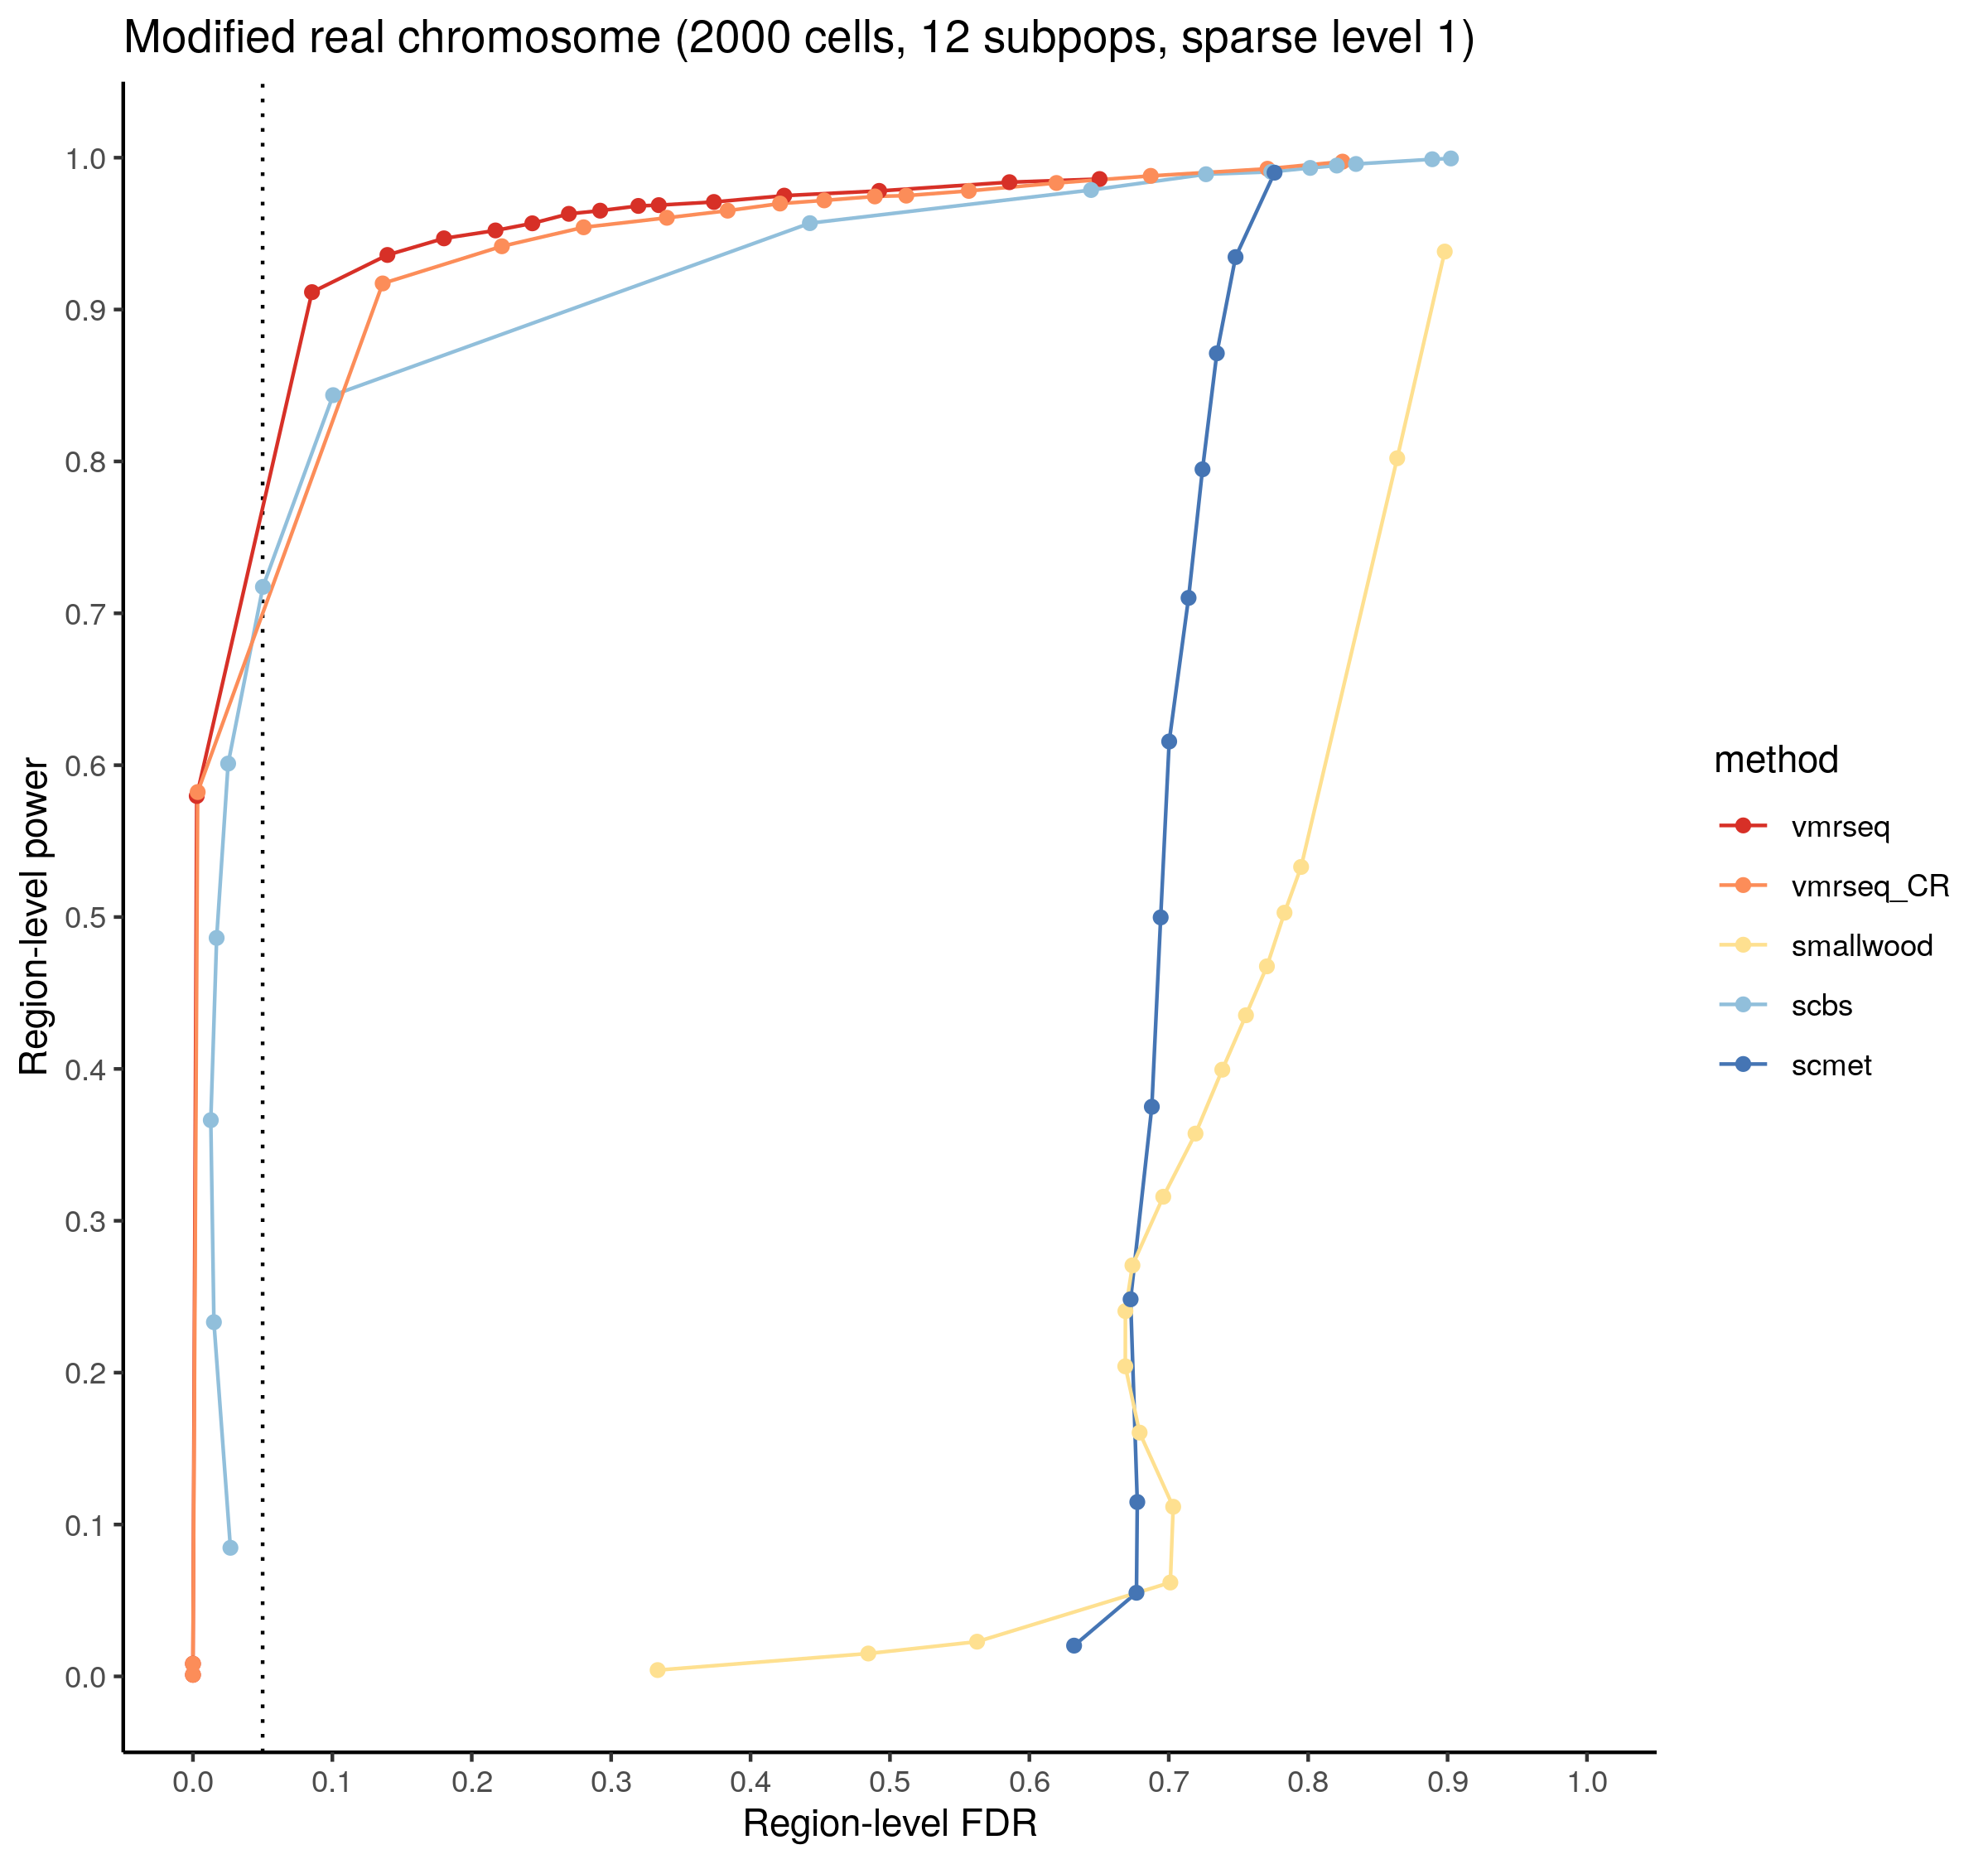 Modified real chromosome (2000 cells, 12 subpops, sparse level 1)
1.0
0.9
0.8
0.7
0.6
0.5
0.4
0.3
0.2
0.1
0.0
Region-level power
0.0 0.1 0.2 0.3 0.4 0.5 0.6 0.7 0.8 0.9 1.0
Region-level FDR
method
vmrseq
vmrseq_CR
smallwood
scbs
scmet